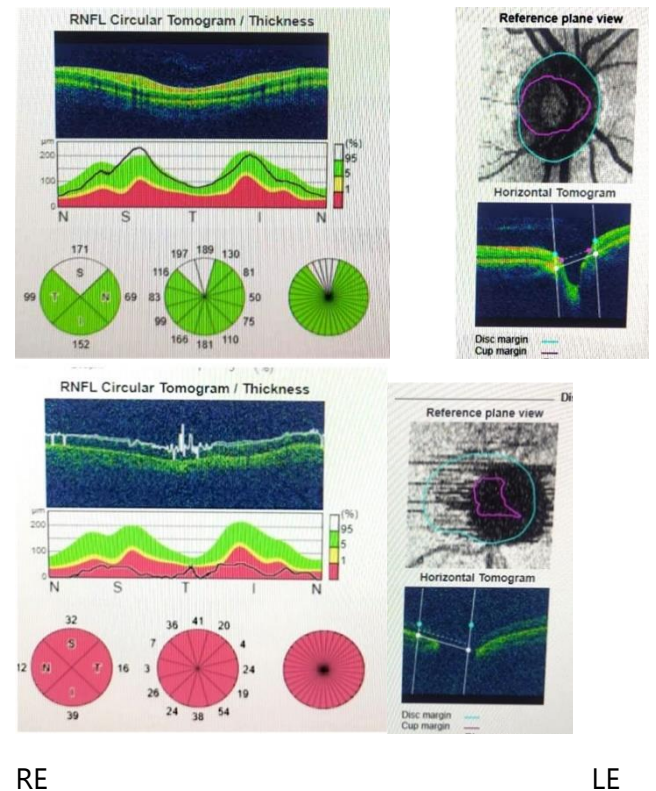 RNFL Circular Tomogram / Thickness
µm
(%)
200
95
5
100
1
0
N S T I N
171
S
99 T N 69
I
152
197 189 130
116 81
83 50
99 75
166 181 110
Reference plane view
Horizontal Tomogram
Disc margin
Cup margin
RNFL Circular Tomogram / Thickness
µm
(%)
200
95
5
100
1
0
N S T I N
32
S
12 N T 16
I
39
36 41 20
7 4
3 24
26 19
24 38 54
Di
Reference plane view
Horizontal Tomogram
Disc margin
Cup margin
RE LE